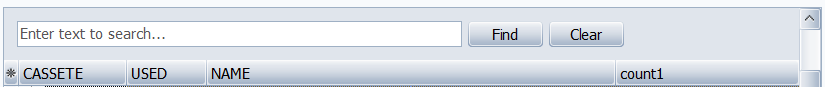 Enter text to search... Find Clear
CASSETE USED NAME count1